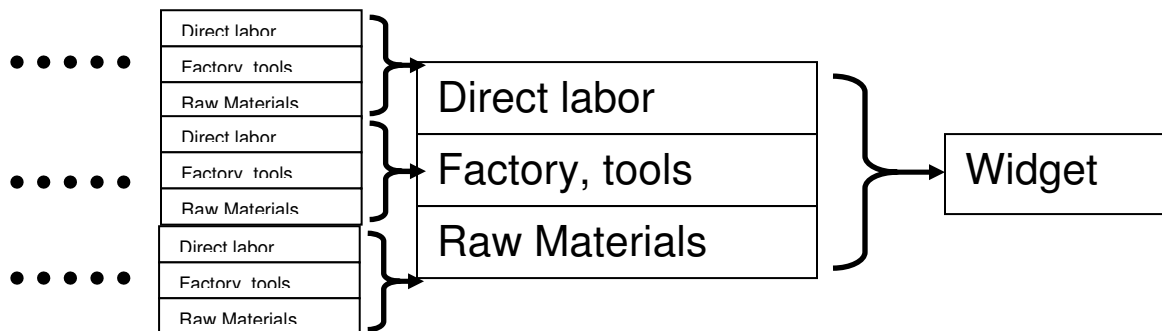 Direct labor
Factory, tools
Raw Materials
Direct labor
Factory, tools
Raw Materials
Direct labor
Factory, tools
Raw Materials
Direct labor
Factory, tools
Raw Materials
Widget